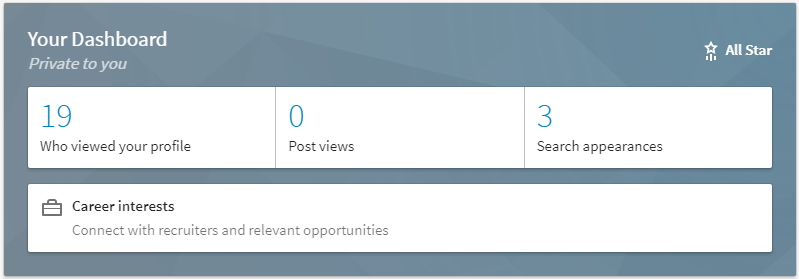 Your Dashboard
Private to you
All Star
19
Who viewed your profile
0
Post views
3
Search appearances
Career interests
Connect with recruiters and relevant opportunities